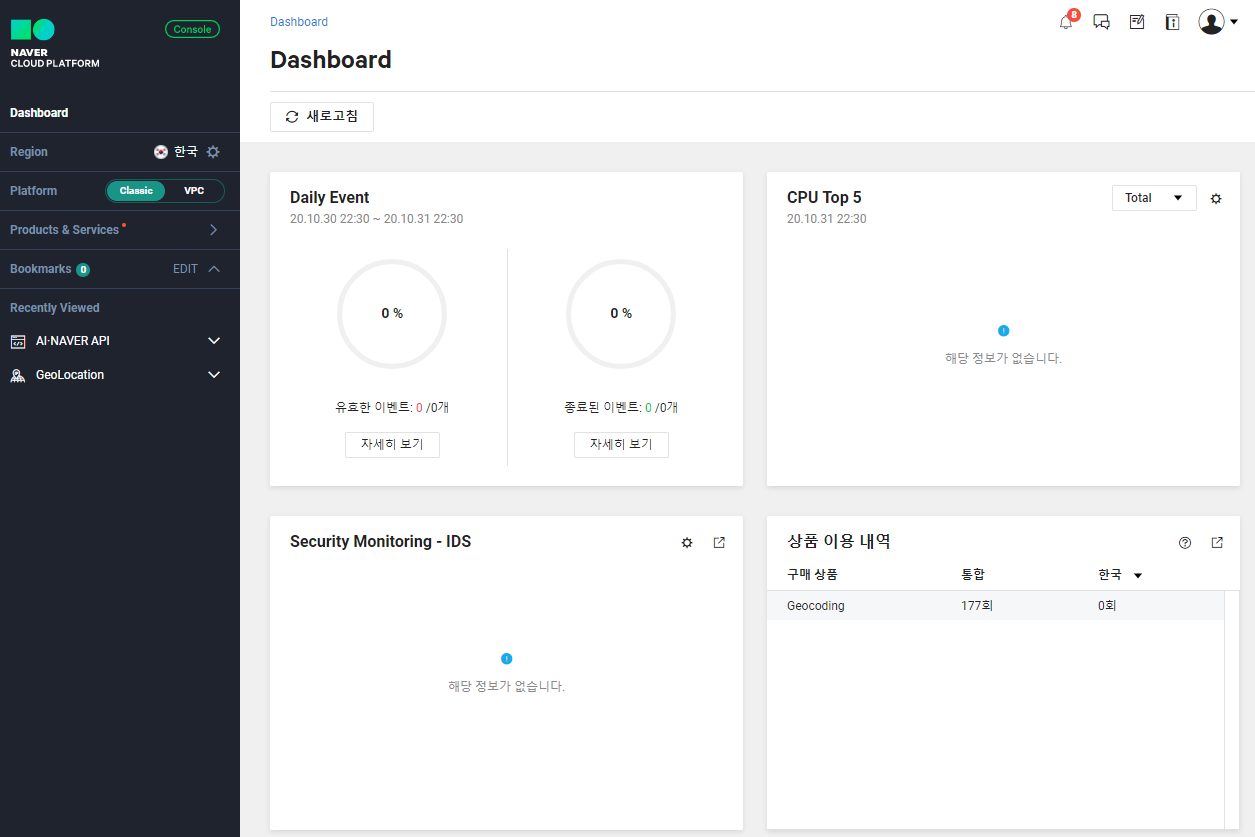 NAVER
CLOUD PLATFORM
Console
Dashboard
Region 한국
Platform Classic VPC
Products & Services
Bookmarks 0 EDIT
Recently Viewed
AI·NAVER API
GeoLocation
Dashboard
8
Dashboard
새로고침
Daily Event
20.10.30 22:30 ~ 20.10.31 22:30
0 % 0 %
유효한 이벤트: 0 /0개 종료된 이벤트: 0 /0개
자세히 보기 자세히 보기
CPU Top 5 Total
20.10.31 22:30
해당 정보가 없습니다.
Security Monitoring - IDS
해당 정보가 없습니다.
상품 이용 내역
구매 상품 통합 한국
Geocoding 177회 0회